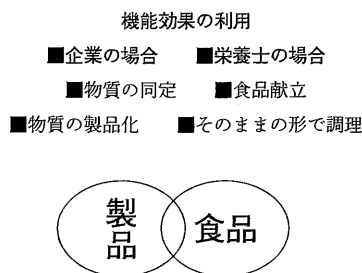 機能効果の利用
■企業の場合 ■栄養士の場合
■物質の同定 ■食品献立
■物質の製品化 ■そのままの形で調理
製品 食品